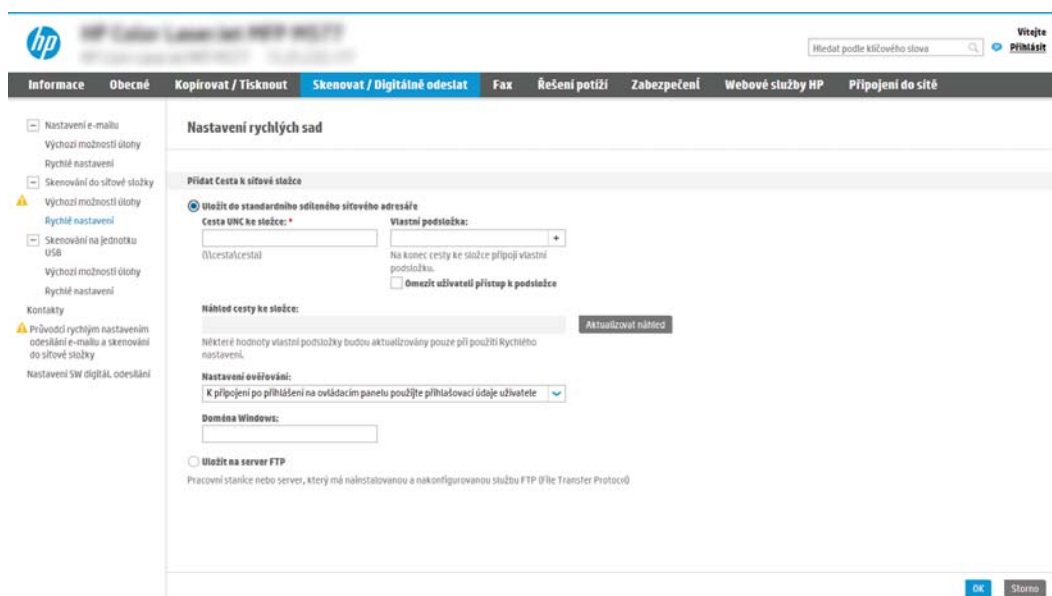 hp
Vítejte
Hledat podle klíčového slova
Přihlásit
Informace Obecné Kopírovat / Tisknout Skenovat / Digitálně odeslat Fax Řešení potíží Zabezpečení Webové služby HP Připojení do sítě
Nastavení e-mailu
Výchozí možnosti úlohy
Rychlé nastavení
Skenování do síťové složky
Výchozí možnosti úlohy
Rychlé nastavení
Skenování na jednotku
USB
Výchozí možnosti úlohy
Rychlé nastavení
Kontakty
Průvodci rychlým nastavením
odesílání e-mailu a skenování
do síťové složky
Nastavení SW digitál. odesílání
Nastavení rychlých sad
Přidat Cesta k síťové složce
Uložit do standardního sdíleného síťového adresáře
Cesta UNC ke složce: * Vlastní podsložka:
+
(\\cesta\cesta) Na konec cesty ke složce připojí vlastní
podsložku.
Omezit uživateli přístup k podsložce
Náhled cesty ke složce:
Aktualizovat náhled
Některé hodnoty vlastní podsložky budou aktualizovány pouze při použití Rychlého
nastavení.
Nastavení ověřování:
K připojení po přihlášení na ovládacím panelu použijte přihlašovací údaje uživatele
Doména Windows:
Uložit na server FTP
Pracovní stanice nebo server, který má nainstalovanou a nakonfigurovanou službu FTP (File Transfer Protocol)
OK Storno